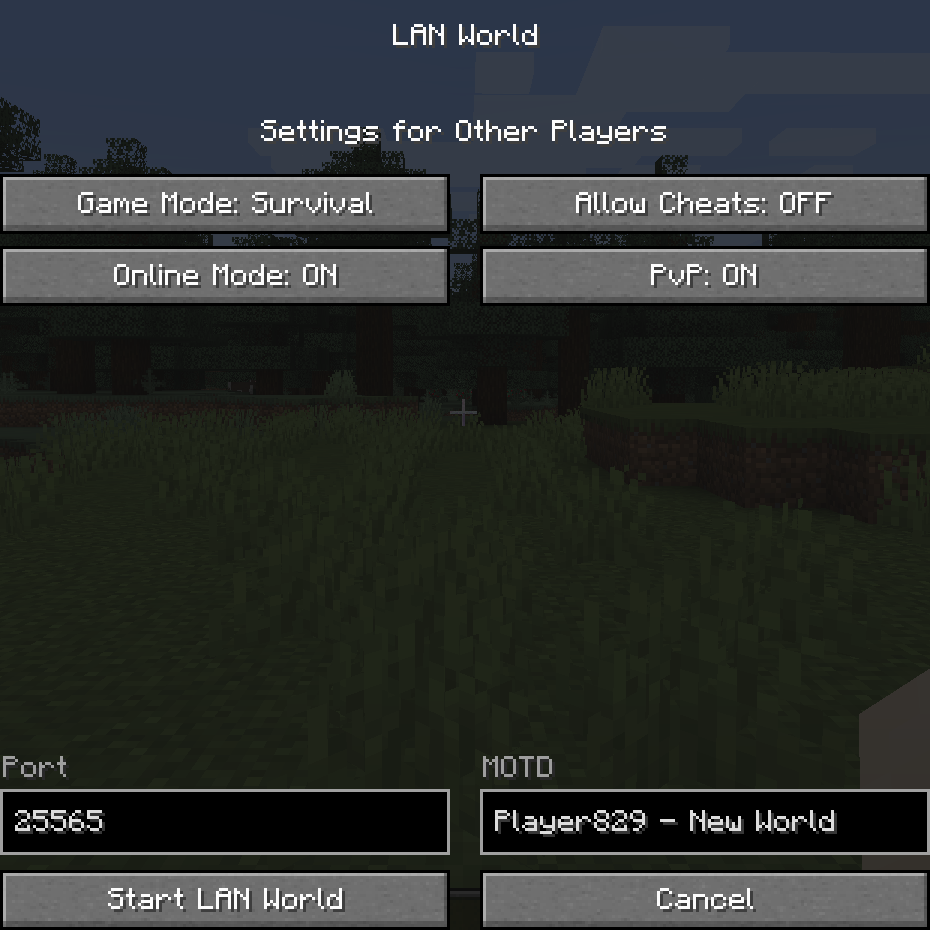 LAN World
Settings for Other Players
Game Mode: Survival
Allow Cheats: OFF
Online Mode: ON
PvP: ON
Port
MOTD
25565
Player829 - New World
Start LAN World
Cancel